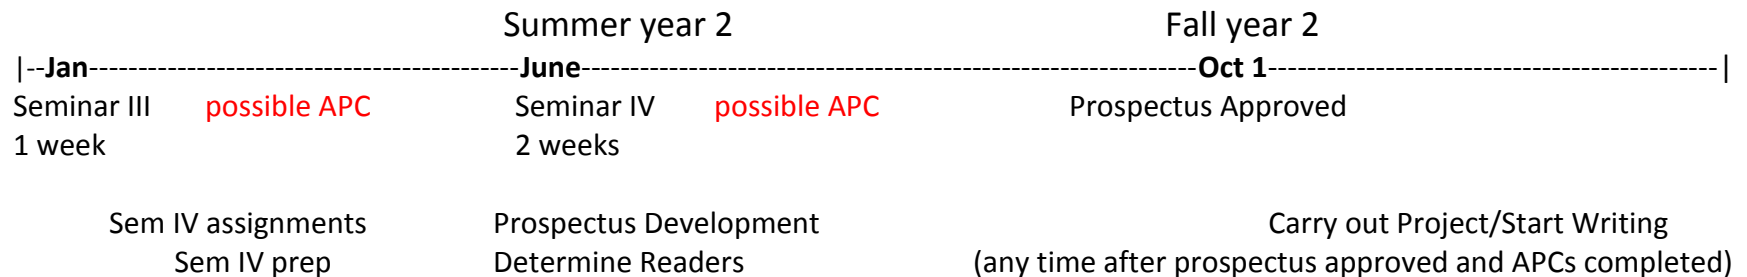 Summer year 2 Fall year 2
|--Jan--------------------------------------------June---------------------------------------------------------------Oct 1----------------------------------------------|
Seminar III possible APC Seminar IV possible APC Prospectus Approved
1 week 2 weeks
Sem IV assignments Prospectus Development Carry out Project/Start Writing
Sem IV prep Determine Readers (any time after prospectus approved and APCs completed)